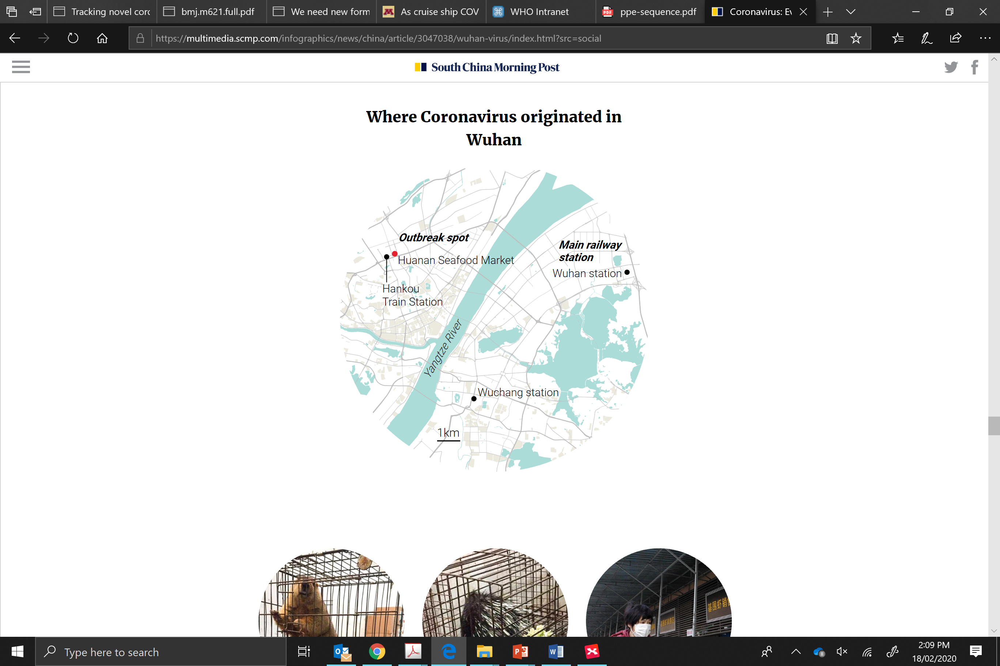 Tracking novel corc
bmj.m621.full.pdf
We need new form
As cruise ship COV
WHO Intranet
ppe-sequence.pdf
Coronavirus: Ev
https://multimedia.scmp.com/infographics/news/china/article/3047038/wuhan-virus/index.html?src=social
South China Morning Post
Where Coronavirus originated in
Wuhan
Outbreak spot
Huanan Seafood Market
Hankou
Train Station
Main railway
station
Wuhan station
Yangtze River
Wuchang station
1km
Type here to search
2:09 PM
18/02/2020